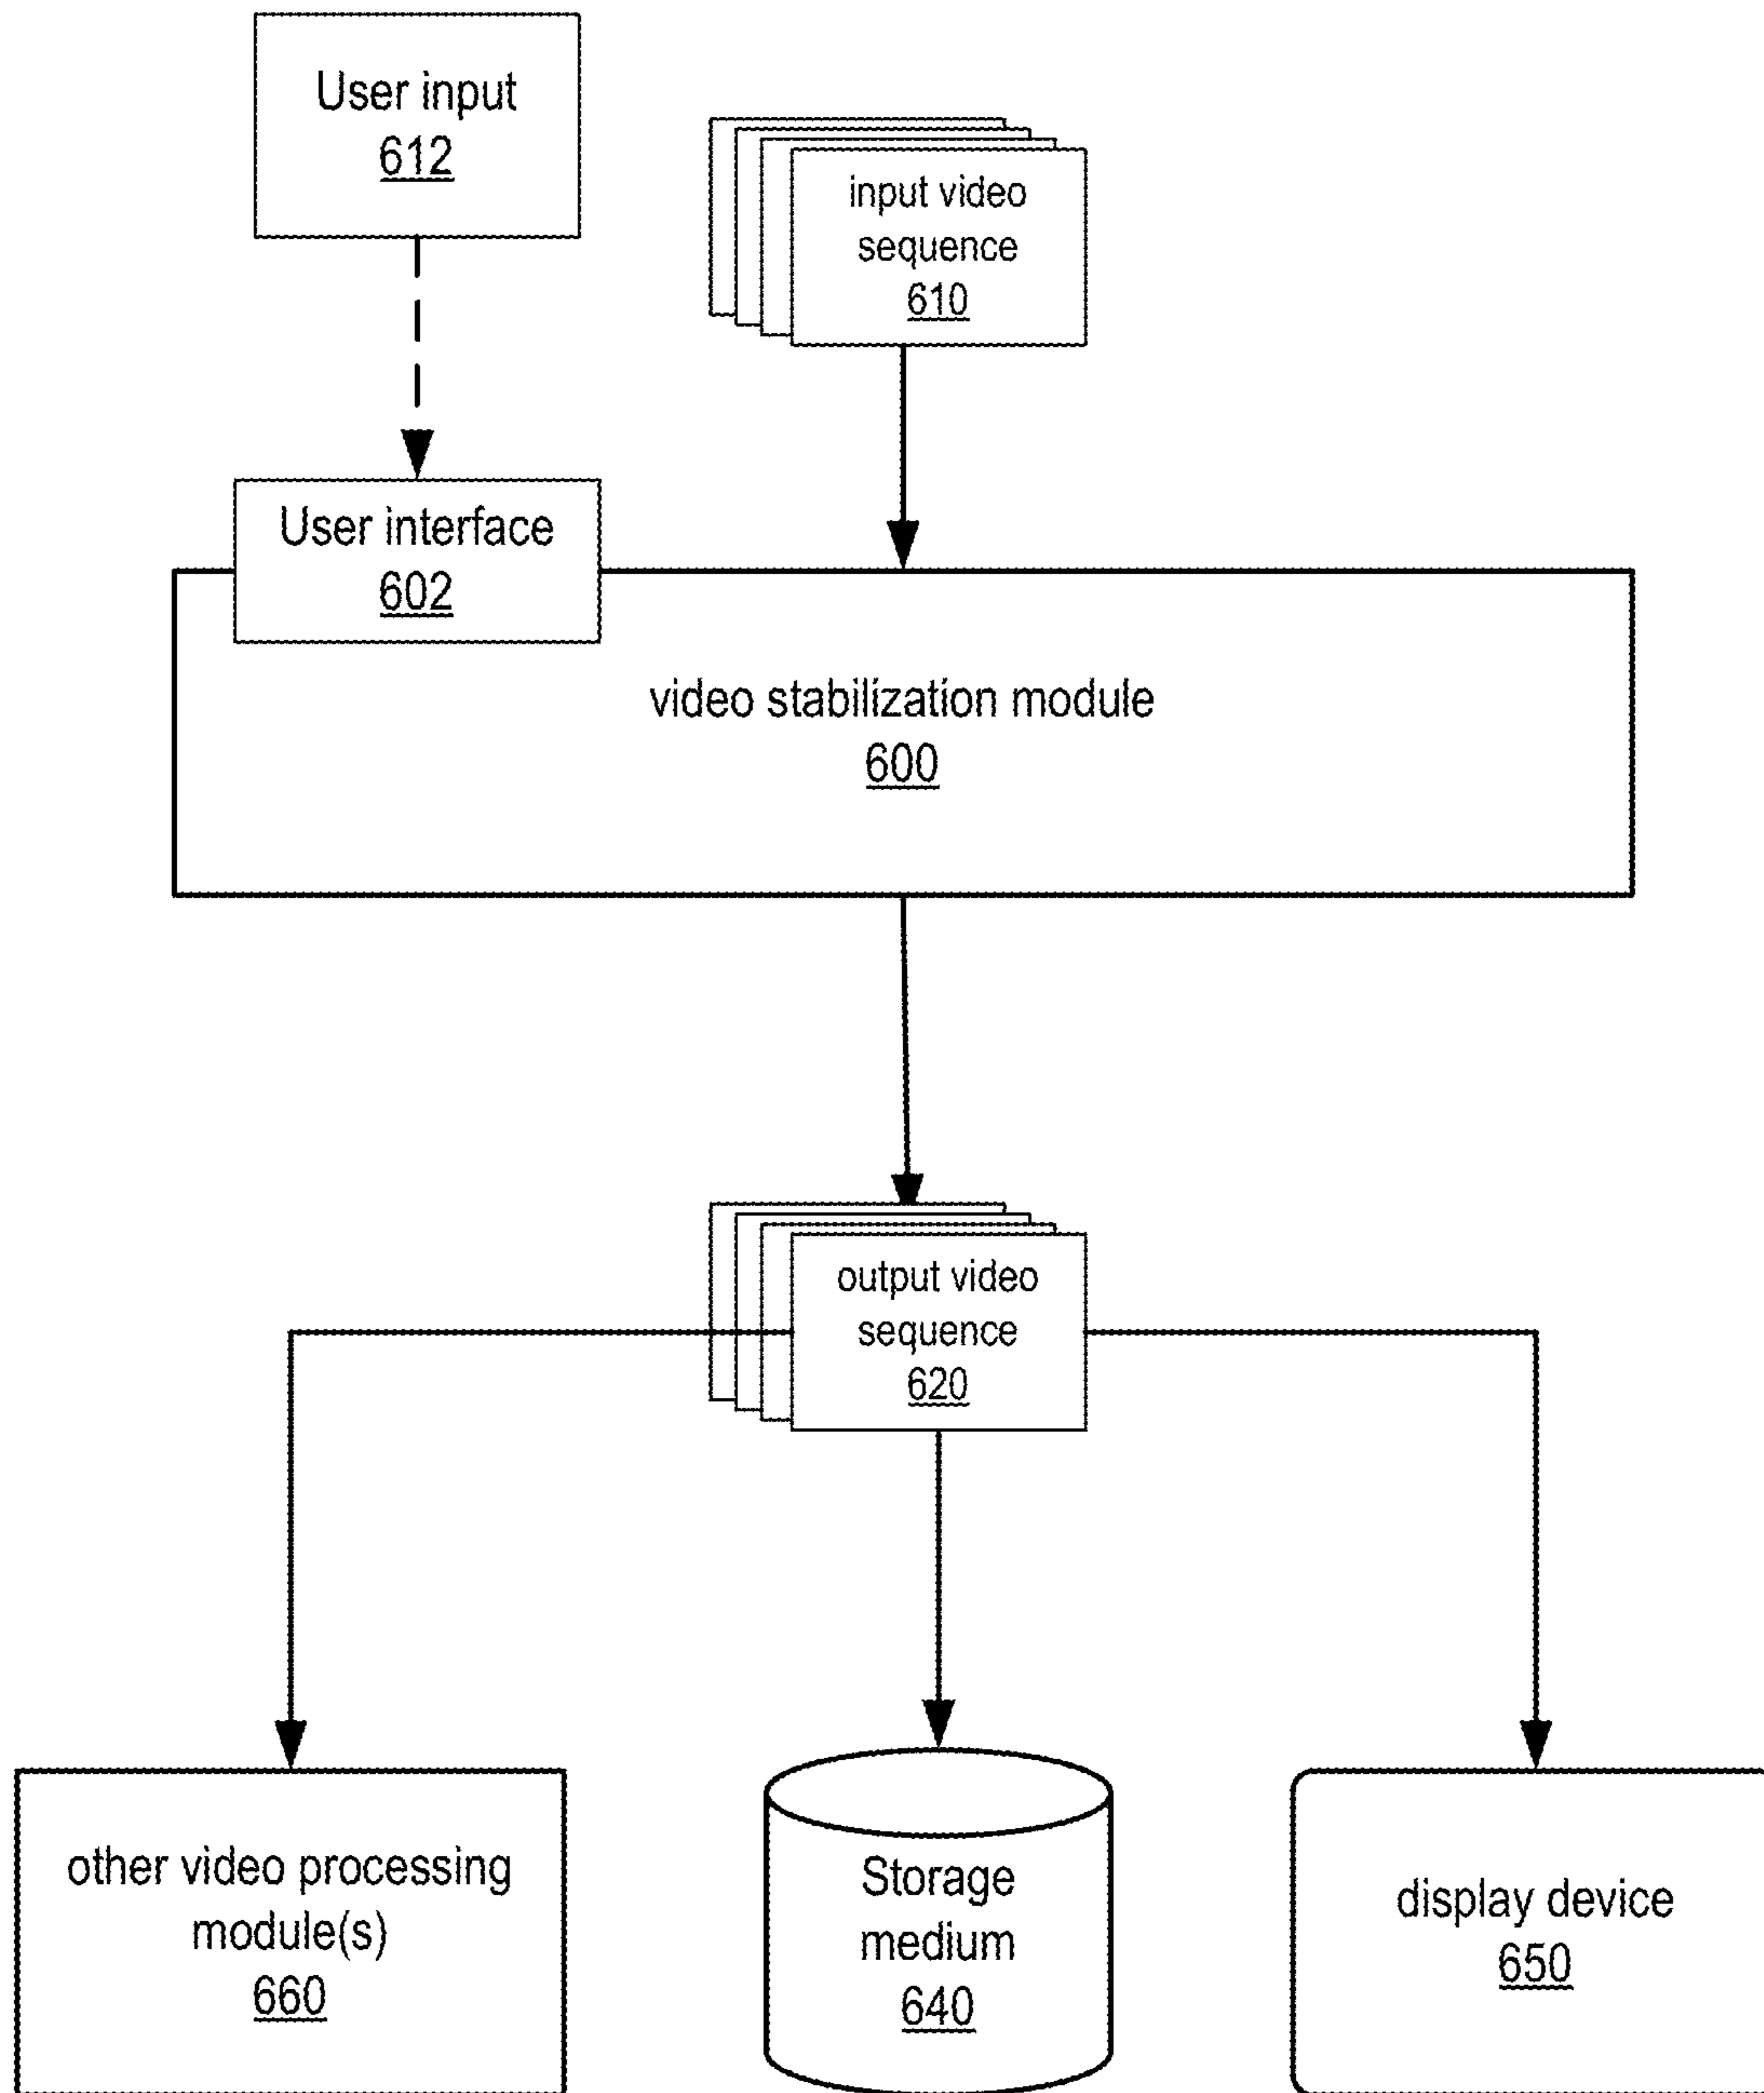 User input
612
input video
sequence
610
User interface
602
video stabilization module
600
output video
sequence
620
other video processing
module(s)
660
Storage
medium
640
display device
650